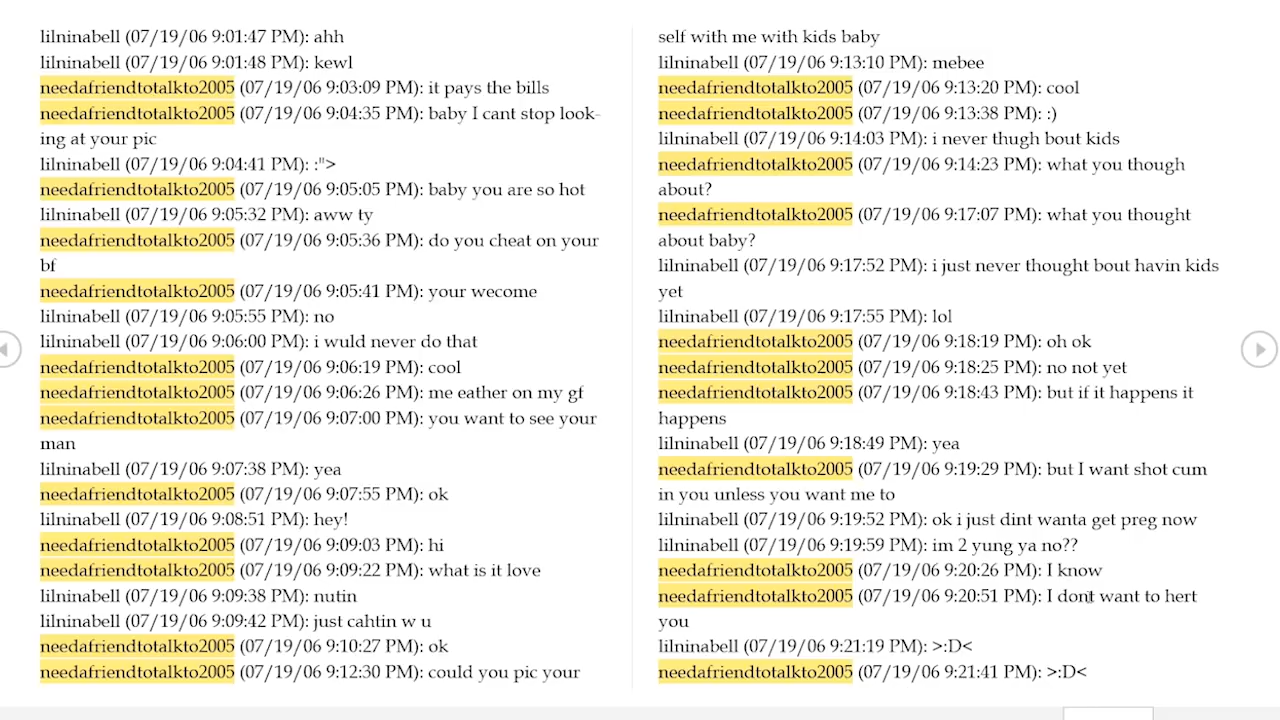 lilninabell (07/19/06 9:01:47 PM): ahh
lilninabell (07/19/06 9:01:48 PM): kewl
needafriendtotalkto2005 (07/19/06 9:03:09 PM): it pays the bills
needafriendtotalkto2005 (07/19/06 9:04:35 PM): baby I cant stop look-
ing at your pic
lilninabell (07/19/06 9:04:41 PM): :">
needafriendtotalkto2005 (07/19/06 9:05:05 PM): baby you are so hot
lilninabell (07/19/06 9:05:32 PM): aww ty
needafriendtotalkto2005 (07/19/06 9:05:36 PM): do you cheat on your
bf
needafriendtotalkto2005 (07/19/06 9:05:41 PM): your wecome
lilninabell (07/19/06 9:05:55 PM): no
lilninabell (07/19/06 9:06:00 PM): i wuld never do that
needafriendtotalkto2005 (07/19/06 9:06:19 PM): cool
needafriendtotalkto2005 (07/19/06 9:06:26 PM): me eather on my gf
needafriendtotalkto2005 (07/19/06 9:07:00 PM): you want to see your
man
lilninabell (07/19/06 9:07:38 PM): yea
needafriendtotalkto2005 (07/19/06 9:07:55 PM): ok
lilninabell (07/19/06 9:08:51 PM): hey!
needafriendtotalkto2005 (07/19/06 9:09:03 PM): hi
needafriendtotalkto2005 (07/19/06 9:09:22 PM): what is it love
lilninabell (07/19/06 9:09:38 PM): nutin
lilninabell (07/19/06 9:09:42 PM): just cahtin w u
needafriendtotalkto2005 (07/19/06 9:10:27 PM): ok
needafriendtotalkto2005 (07/19/06 9:12:30 PM): could you pic your
self with me with kids baby
lilninabell (07/19/06 9:13:10 PM): mebee
needafriendtotalkto2005 (07/19/06 9:13:20 PM): cool
needafriendtotalkto2005 (07/19/06 9:13:38 PM): :)
lilninabell (07/19/06 9:14:03 PM): i never thugh bout kids
needafriendtotalkto2005 (07/19/06 9:14:23 PM): what you though
about?
needafriendtotalkto2005 (07/19/06 9:17:07 PM): what you thought
about baby?
lilninabell (07/19/06 9:17:52 PM): i just never thought bout havin kids
yet
lilninabell (07/19/06 9:17:55 PM): lol
needafriendtotalkto2005 (07/19/06 9:18:19 PM): oh ok
needafriendtotalkto2005 (07/19/06 9:18:25 PM): no not yet
needafriendtotalkto2005 (07/19/06 9:18:43 PM): but if it happens it
happens
lilninabell (07/19/06 9:18:49 PM): yea
needafriendtotalkto2005 (07/19/06 9:19:29 PM): but I want shot cum
in you unless you want me to
lilninabell (07/19/06 9:19:52 PM): ok i just dint wanta get preg now
lilninabell (07/19/06 9:19:59 PM): im 2 yung ya no??
needafriendtotalkto2005 (07/19/06 9:20:26 PM): I know
needafriendtotalkto2005 (07/19/06 9:20:51 PM): I dont want to hert
you
lilninabell (07/19/06 9:21:19 PM): >:D<
needafriendtotalkto2005 (07/19/06 9:21:41 PM): >:D<